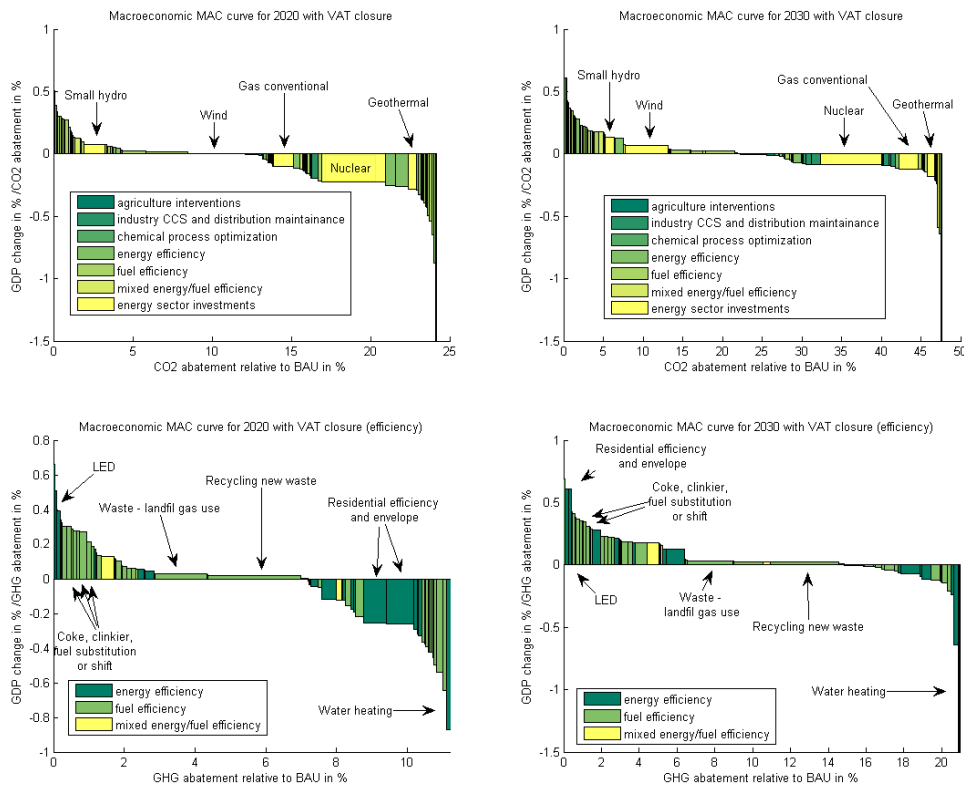 Macroeconomic MAC curve for 2020 with VAT closure
1
0.5
0
-0.5
-1
-1.5
GDP change in % /CO2 abatement in %
Small hydro
Wind
Gas conventional
Geothermal
Nuclear
agriculture interventions
industry CCS and distribution maintainance
chemical process optimization
energy efficiency
fuel efficiency
mixed energy/fuel efficiency
energy sector investments
0 5 10 15 20 25
CO2 abatement relative to BAU in %
Macroeconomic MAC curve for 2030 with VAT closure
1
0.5
0
-0.5
-1
-1.5
GDP change in % /CO2 abatement in %
Small hydro
Wind
Gas conventional
Nuclear
Geothermal
agriculture interventions
industry CCS and distribution maintainance
chemical process optimization
energy efficiency
fuel efficiency
mixed energy/fuel efficiency
energy sector investments
0 5 10 15 20 25 30 35 40 45 50
CO2 abatement relative to BAU in %
Macroeconomic MAC curve for 2020 with VAT closure (efficiency)
0.8
0.6
0.4
0.2
0
-0.2
-0.4
-0.6
-0.8
-1
GDP change in % /GHG abatement in %
LED
Waste - landfil gas use
Recycling new waste
Residential efficiency
and envelope
Coke, clinkier,
fuel substitution
or shift
Water heating
energy efficiency
fuel efficiency
mixed energy/fuel efficiency
0 2 4 6 8 10
GHG abatement relative to BAU in %
Macroeconomic MAC curve for 2030 with VAT closure (efficiency)
1
0.5
0
-0.5
-1
-1.5
GDP change in % /GHG abatement in %
Residential efficiency
and envelope
Coke, clinkier,
fuel substitution
or shift
LED
Waste -
landfil gas use
Recycling new waste
Water heating
energy efficiency
fuel efficiency
mixed energy/fuel efficiency
0 2 4 6 8 10 12 14 16 18 20
GHG abatement relative to BAU in %